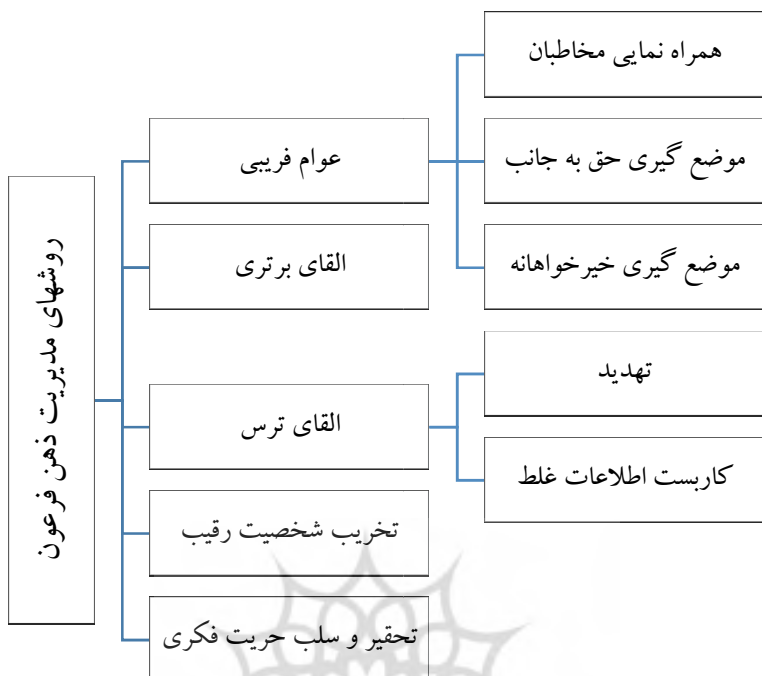 روشهای مدیریت ذهن فرعون
عوام فریبی
همراه نمایی مخاطبان
موضع گیری حق به جانب
موضع گیری خیرخواهانه
القای برتری
القای ترس
تهدید
کاربست اطلاعات غلط
تخریب شخصیت رقیب
تحقیر و سلب حریت فکری